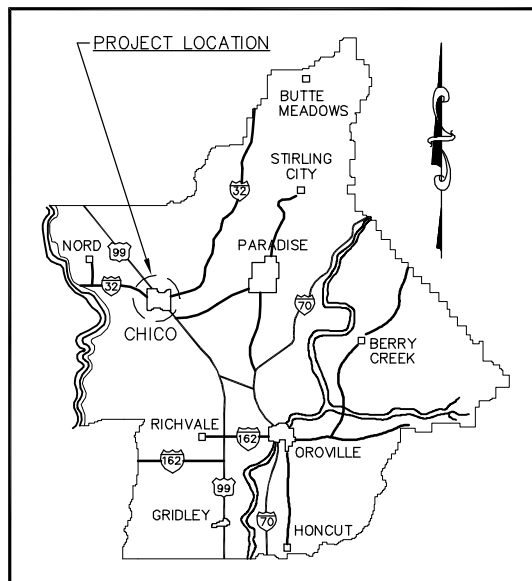 PROJECT LOCATION
BUTTE
MEADOWS
STIRLING
CITY
32
NORD
99
PARADISE
32
70
CHICO
BERRY
CREEK
RICHVALE
162
OROVILLE
162
99
GRIDLEY
70
HONCUT